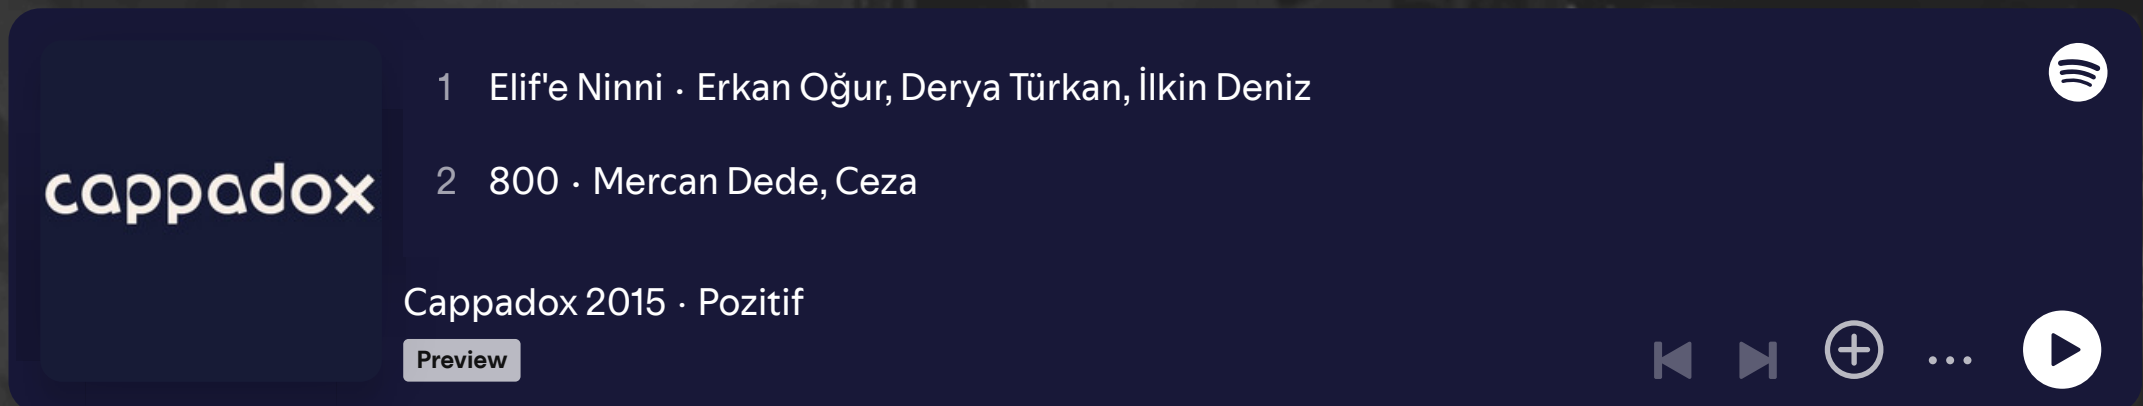 cappadox
1 Elif'e Ninni · Erkan Oğur, Derya Türkan, İlkin Deniz
2 800 · Mercan Dede, Ceza
Cappadox 2015 · Pozitif
Preview